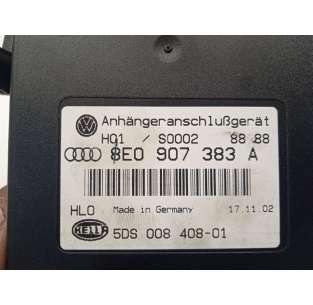 Anhängeranschlußgerät
H01 / S0002 88 88
8E0 907 383 A
HLO Made in Germany 17.11.02
HELLA 5DS 008 408-01